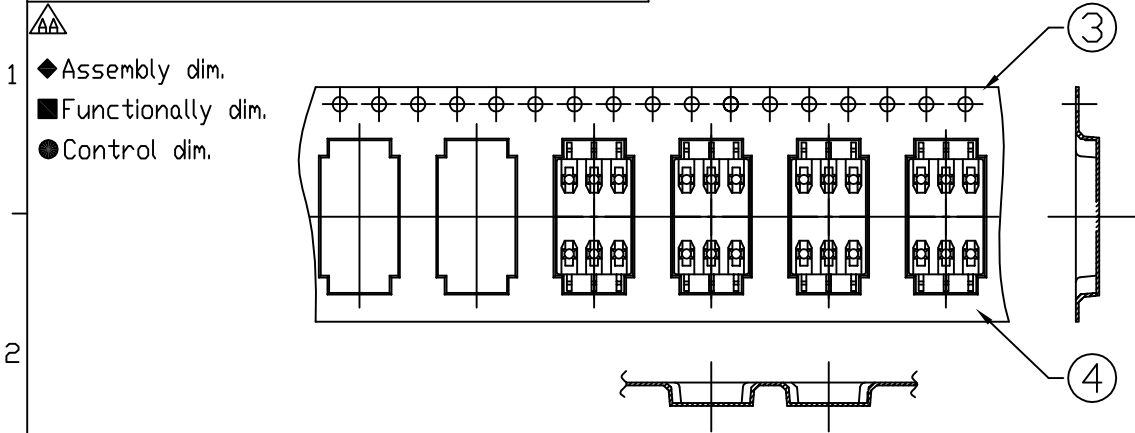 AA
1
Assembly dim.
Functionally dim.
Control dim.
3
2
4